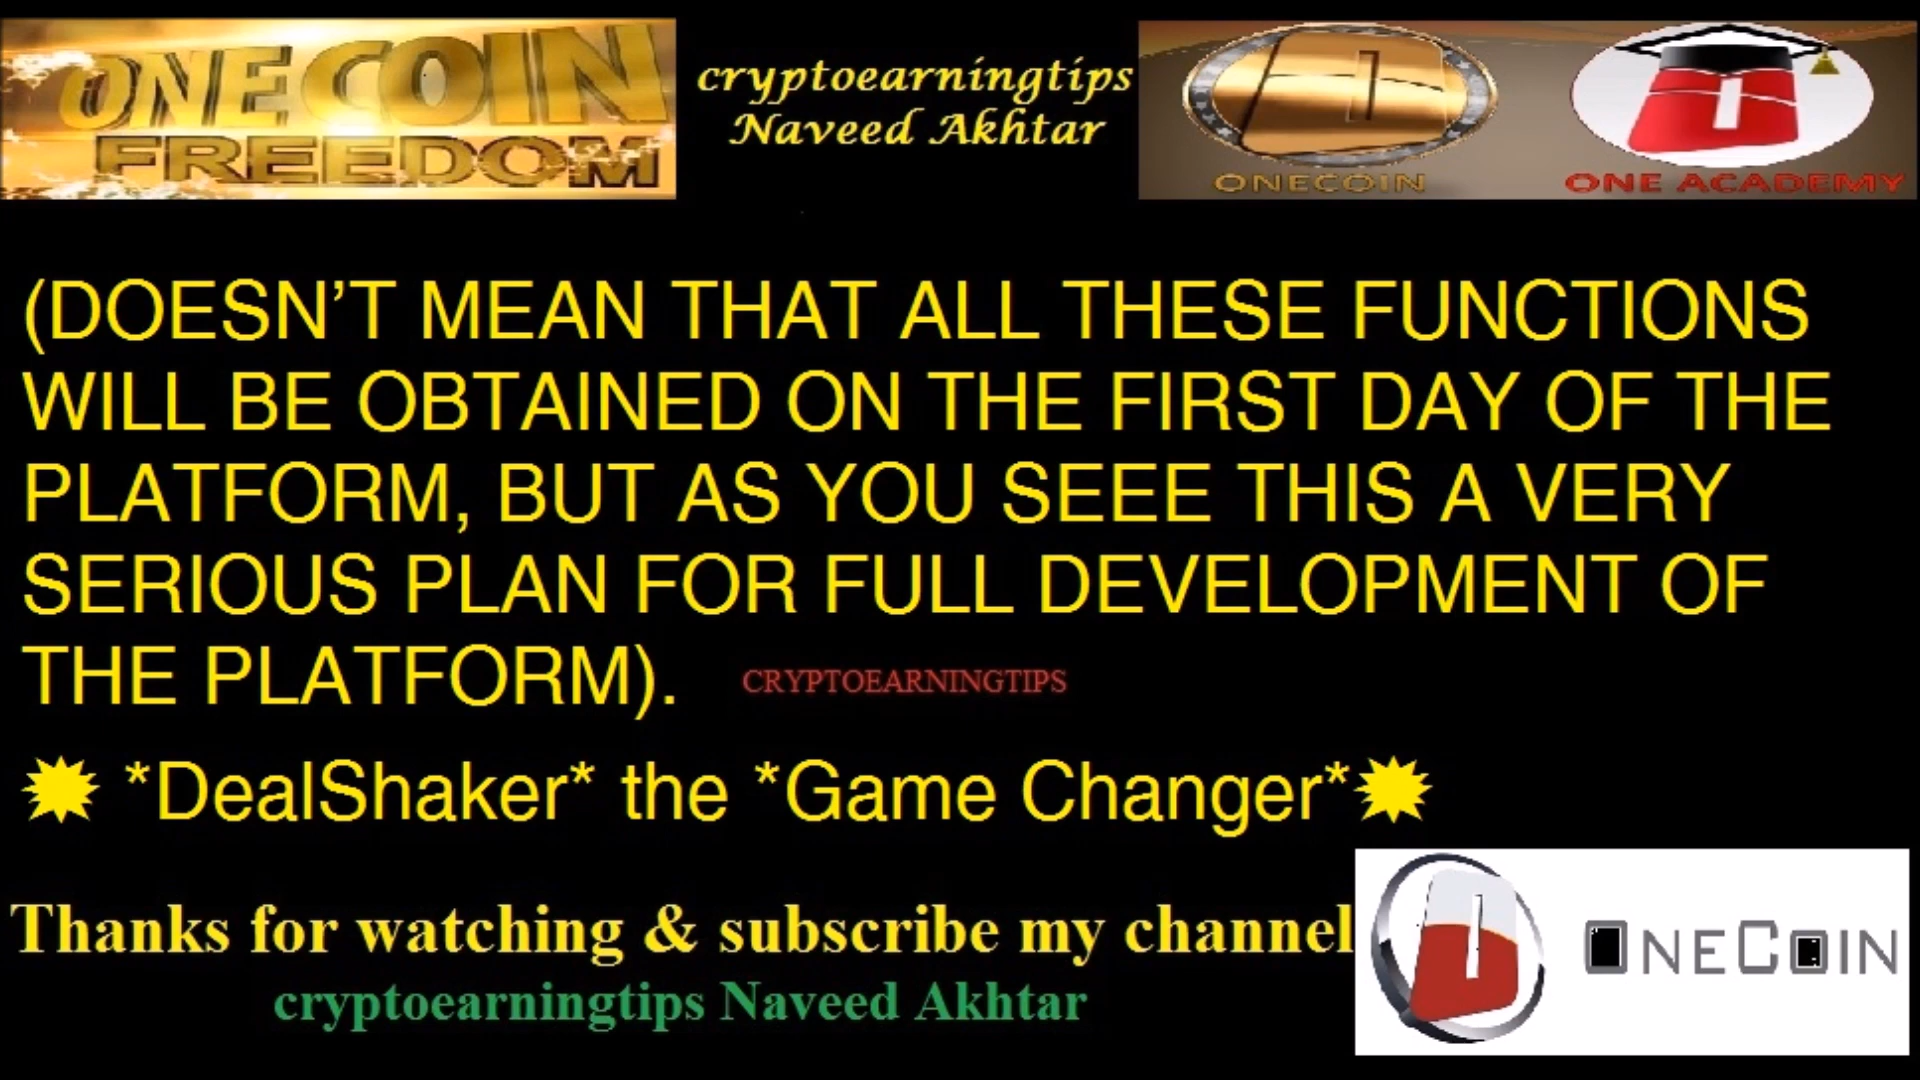 ONE COIN
FREEDOM
cryptoearningtips
Naveed Akhtar
ONECOIN
ONE ACADEMY
(DOESN’T MEAN THAT ALL THESE FUNCTIONS
WILL BE OBTAINED ON THE FIRST DAY OF THE
PLATFORM, BUT AS YOU SEEE THIS A VERY
SERIOUS PLAN FOR FULL DEVELOPMENT OF
THE PLATFORM).
CRYPTOEARNINGTIPS
*DealShaker* the *Game Changer*
Thanks for watching & subscribe my channel
cryptoearningtips Naveed Akhtar
ONECOIN